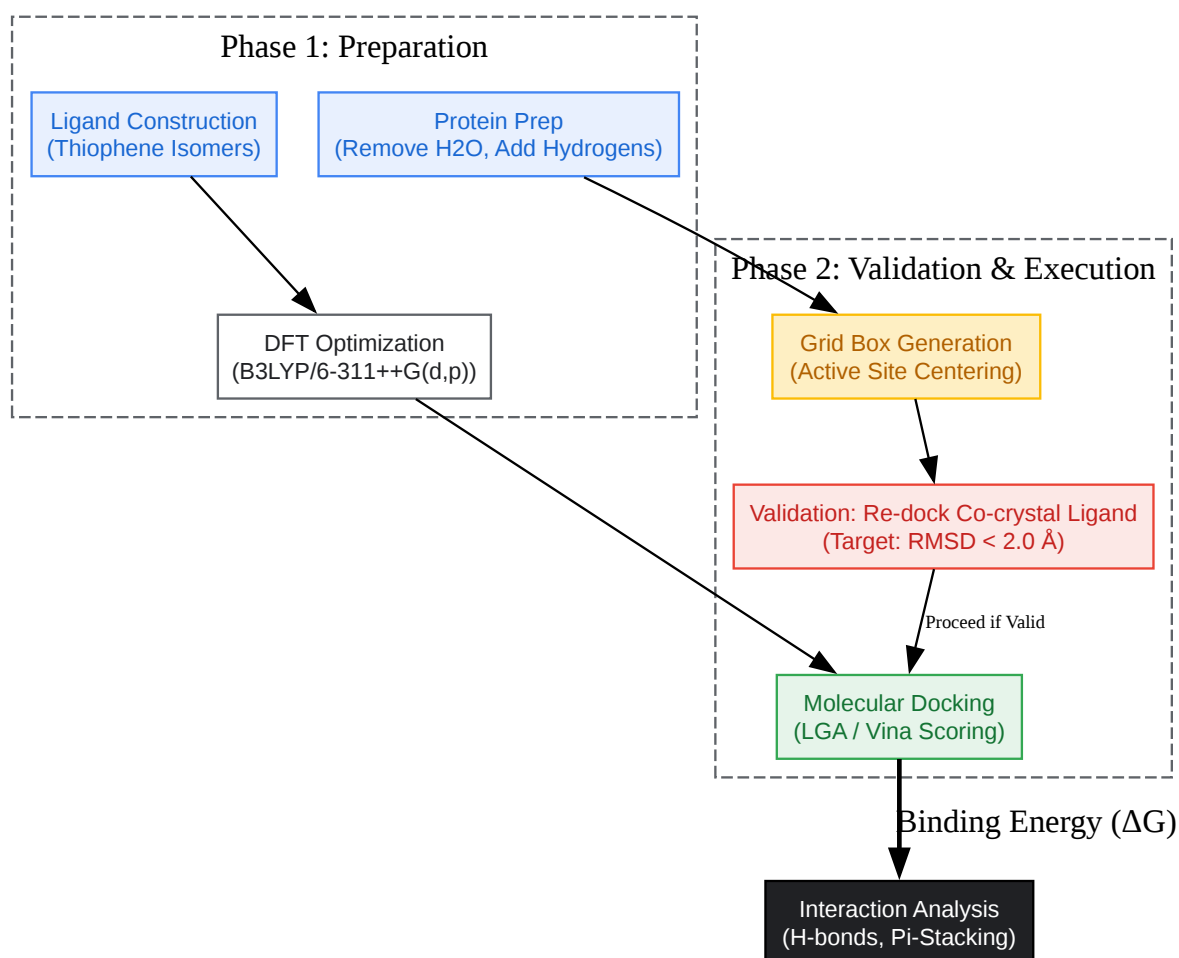 Phase 1: Preparation
Ligand Construction
(Thiophene Isomers)
Protein Prep
(Remove H2O, Add Hydrogens)
DFT Optimization
(B3LYP/6-311++G(d,p))
Phase 2: Validation & Execution
Grid Box Generation
(Active Site Centering)
Validation: Re-dock Co-crystal Ligand
(Target: RMSD < 2.0 Å)
Proceed if Valid
Molecular Docking
(LGA / Vina Scoring)
Binding Energy (ΔG)
Interaction Analysis
(H-bonds, Pi-Stacking)